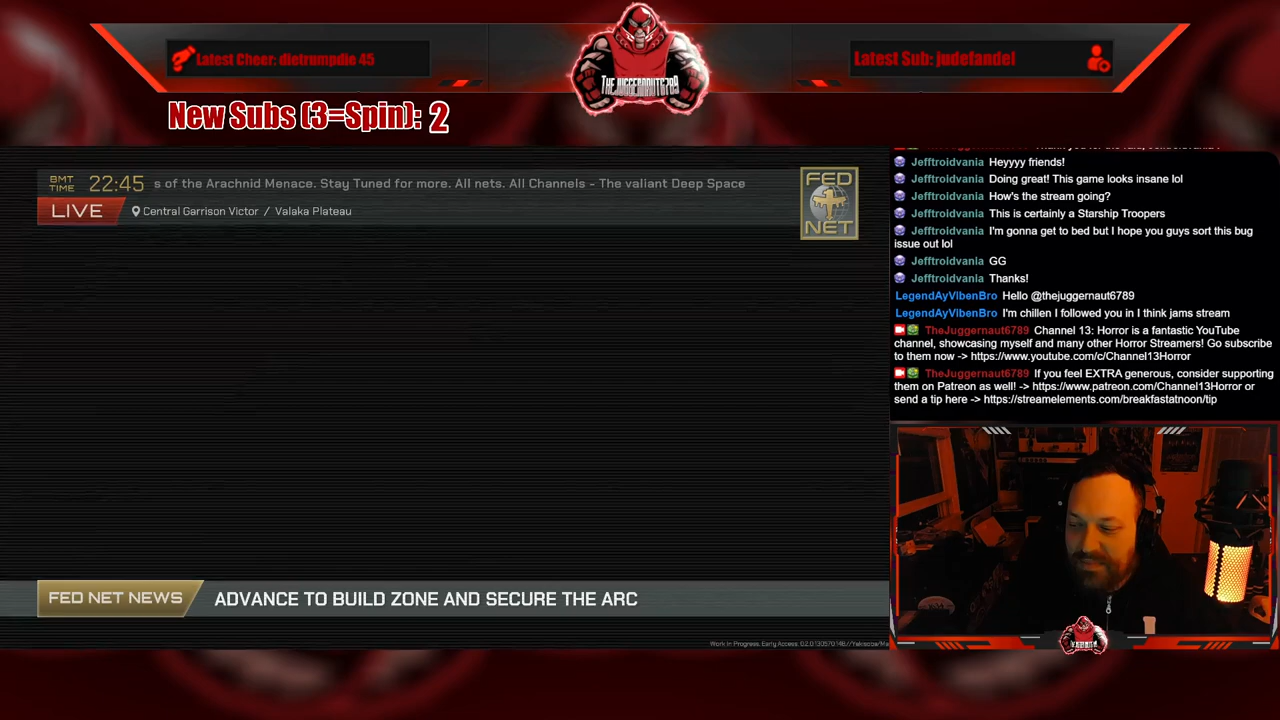 Latest Cheer: dietrumpdie 45
THEJUGGERNAUT6789
Latest Sub: judefandel
New Subs (3=Spin): 2
BMT TIME 22:45 s of the Arachnid Menace. Stay Tuned for more. All nets. All Channels - The valiant Deep Space
FED NET
LIVE Central Garrison Victor / Valaka Plateau
Jefftroidvania Heyyyy friends!
Jefftroidvania Doing great! This game looks insane lol
Jefftroidvania How's the stream going?
Jefftroidvania This is certainly a Starship Troopers
Jefftroidvania I'm gonna get to bed but I hope you guys sort this bug
issue out lol
Jefftroidvania GG
Jefftroidvania Thanks!
LegendAyVibenBro Hello @thejuggernaut6789
LegendAyVibenBro I'm chillen I followed you in I think jams stream
TheJuggernaut6789 Channel 13: Horror is a fantastic YouTube
channel, showcasing myself and many other Horror Streamers! Go subscribe
to them now -> https://www.youtube.com/c/Channel13Horror
TheJuggernaut6789 If you feel EXTRA generous, consider supporting
them on Patreon as well! -> https://www.patreon.com/Channel13Horror or
send a tip here -> https://streamelements.com/breakfastatnoon/tip
FED NET NEWS ADVANCE TO BUILD ZONE AND SECURE THE ARC
Work In Progress. Early Access: